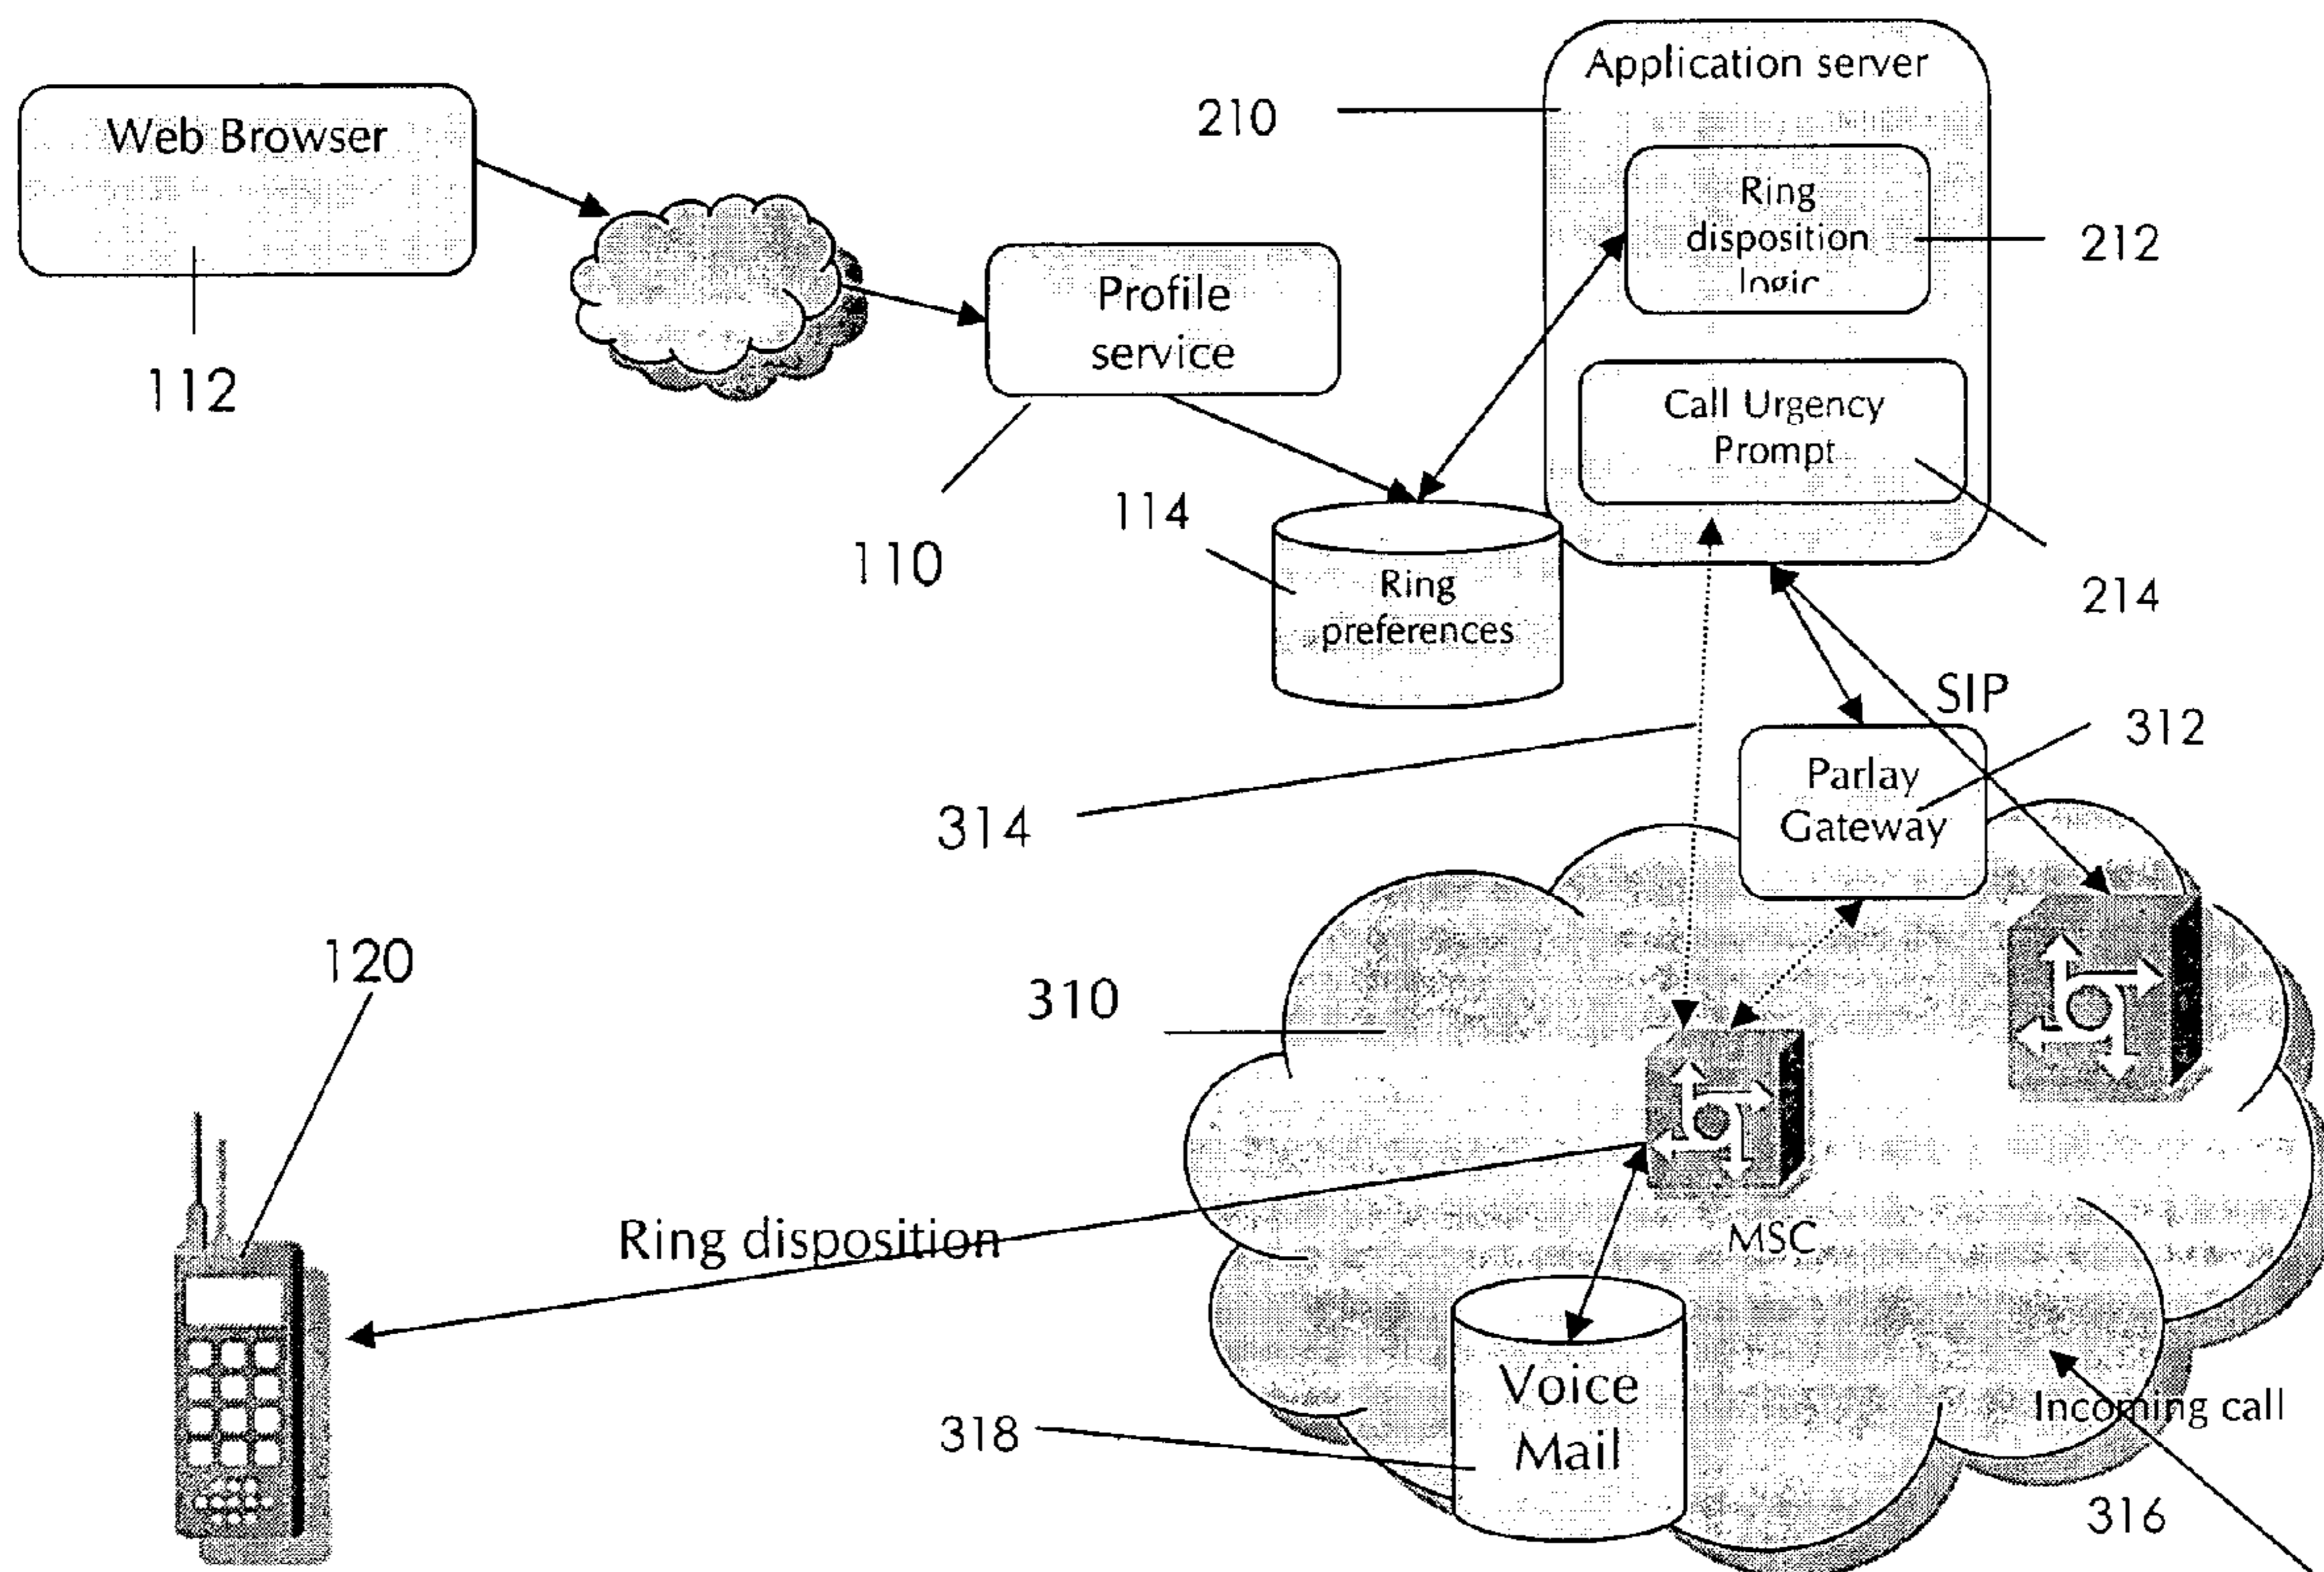 Application server
Web Browser
210
Ring
disposition
logic
212
Profile
service
112
Call Urgency
Prompt
114
110
Ring
preferences
214
SIP
312
Parlay
Gateway
314
120
310
Ring disposition
MSC
Voice
Mail
Incoming call
318
316